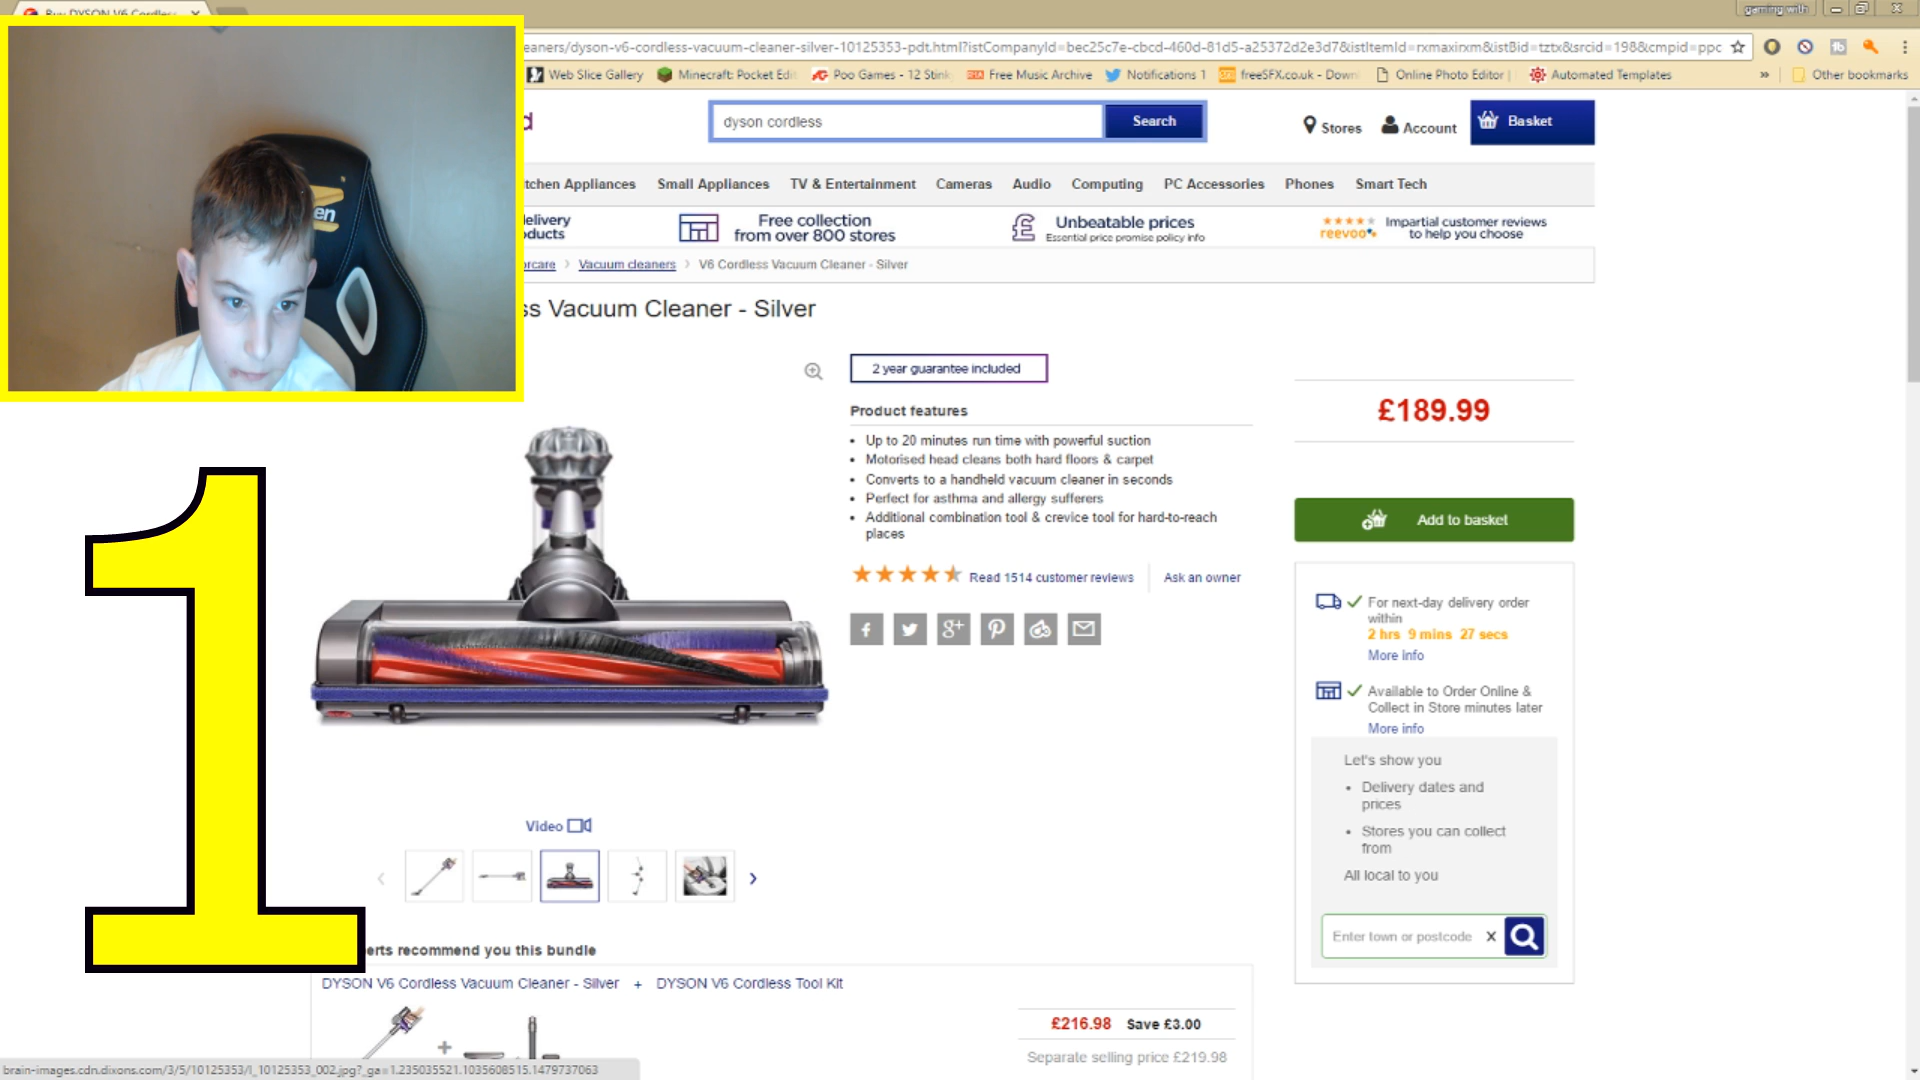 Buy DYSON V6 Cordless
gaming with
eaners/dyson-v6-cordless-vacuum-cleaner-silver-10125353-pdt.html?istCompanyId=bec25c7e-cbcd-460d-81d5-a25372d2e3d7&istItemId=rxmaxirxm&istBid=tztx&srcid=198&cmpid=ppc
Web Slice Gallery
Minecraft: Pocket Edi
Poo Games - 12 Stink
Free Music Archive
Notifications 1
freeSFX.co.uk - Down
Online Photo Editor |
Automated Templates
»
Other bookmarks
d
dyson cordless
Search
Stores
Account
Basket
tchen Appliances
Small Appliances
TV & Entertainment
Cameras
Audio
Computing
PC Accessories
Phones
Smart Tech
elivery
oducts
Free collection
from over 800 stores
£
Unbeatable prices
Essential price promise policy info
reevoo
Impartial customer reviews
to help you choose
orcare > Vacuum cleaners > V6 Cordless Vacuum Cleaner - Silver
en
ss Vacuum Cleaner - Silver
2 year guarantee included
Product features
• Up to 20 minutes run time with powerful suction
• Motorised head cleans both hard floors & carpet
• Converts to a handheld vacuum cleaner in seconds
• Perfect for asthma and allergy sufferers
• Additional combination tool & crevice tool for hard-to-reach
places
Read 1514 customer reviews
Ask an owner
£189.99
Add to basket
For next-day delivery order
within
2 hrs 9 mins 27 secs
More info
Available to Order Online &
Collect in Store minutes later
More info
Let's show you
• Delivery dates and
prices
• Stores you can collect
from
All local to you
Enter town or postcode X
1
Video
erts recommend you this bundle
DYSON V6 Cordless Vacuum Cleaner - Silver + DYSON V6 Cordless Tool Kit
+
£216.98 Save £3.00
Separate selling price £219.98
brain-images.cdn.dixons.com/3/5/10125353/l_10125353_002.jpg?_ga=1.235035521.1035608515.1479737063